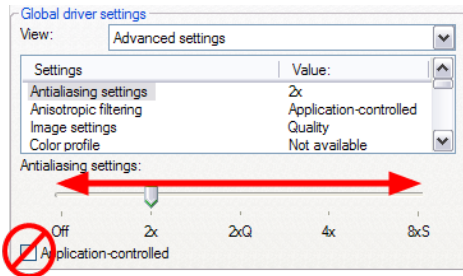 Global driver settings
View: Advanced settings
Settings Value:
Antialiasing settings 2x
Anisotropic filtering Application-controlled
Image settings Quality
Color profile Not available
Antialiasing settings:
Off 2x 2xQ 4x 8xS
Application-controlled